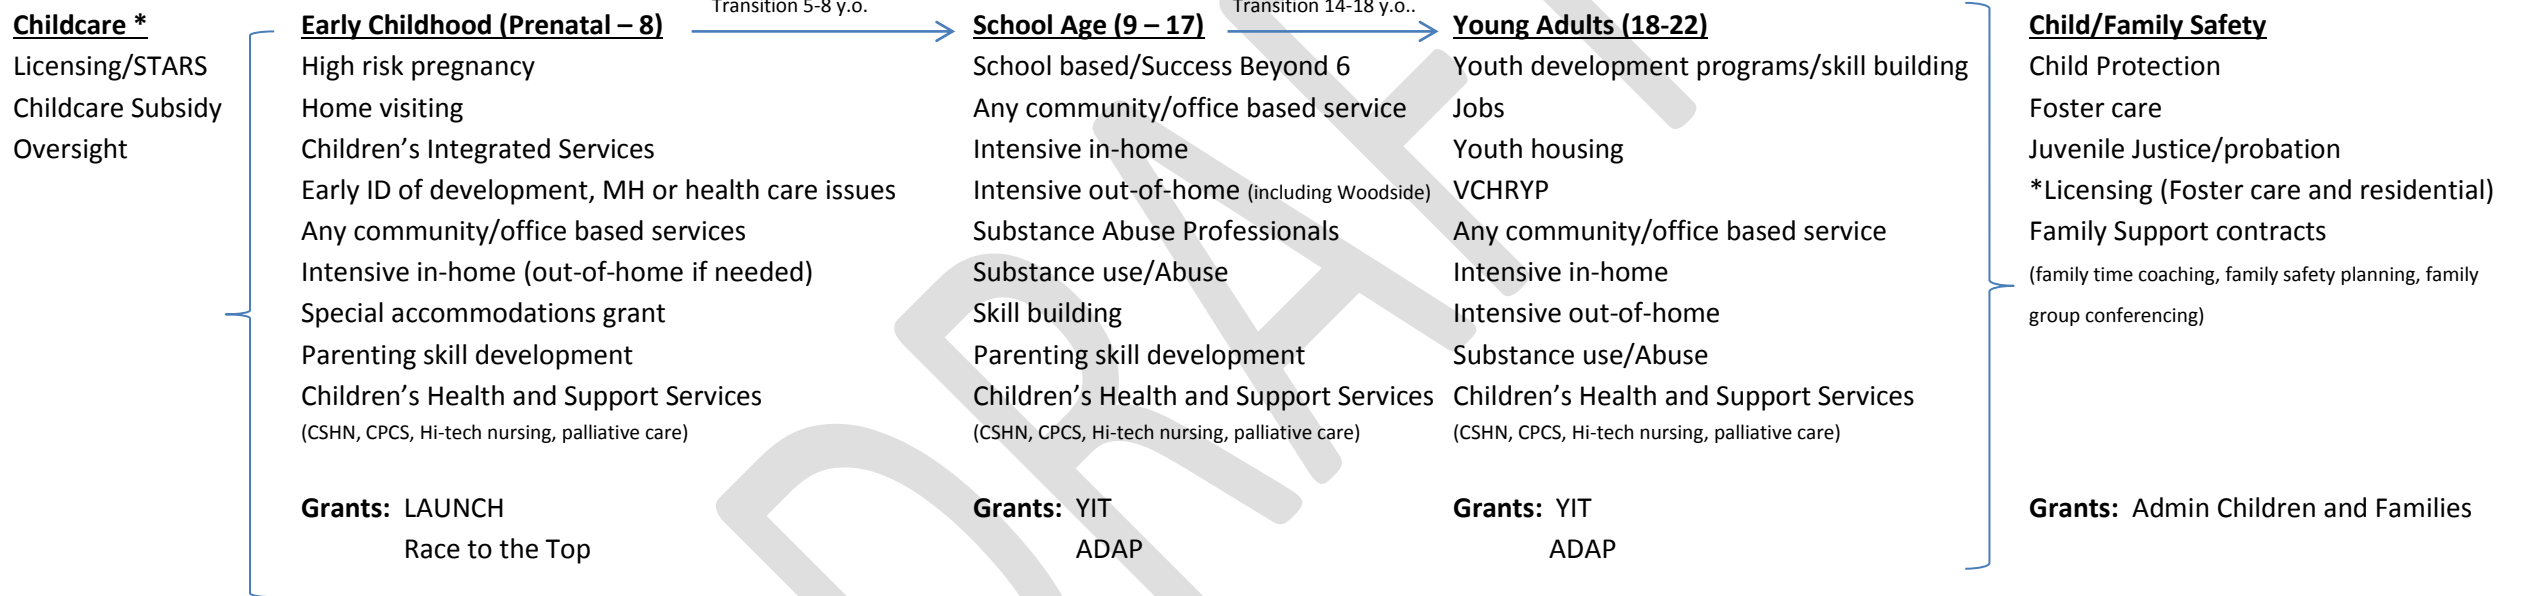 Transition 5-8 y.o.
Transition 14-18 y.o..
Childcare *
Licensing/STARS
Childcare Subsidy
Oversight
Early Childhood (Prenatal – 8)
High risk pregnancy
Home visiting
Children’s Integrated Services
Early ID of development, MH or health care issues
Any community/office based services
Intensive in-home (out-of-home if needed)
Special accommodations grant
Parenting skill development
Children’s Health and Support Services
(CSHN, CPCS, Hi-tech nursing, palliative care)
Grants: LAUNCH
Race to the Top
School Age (9 – 17)
School based/Success Beyond 6
Any community/office based service
Intensive in-home
Intensive out-of-home (including Woodside)
Substance Abuse Professionals
Substance use/Abuse
Skill building
Parenting skill development
Children’s Health and Support Services
(CSHN, CPCS, Hi-tech nursing, palliative care)
Grants: YIT
ADAP
Young Adults (18-22)
Youth development programs/skill building
Jobs
Youth housing
VCHRYP
Any community/office based service
Intensive in-home
Intensive out-of-home
Substance use/Abuse
Children’s Health and Support Services
(CSHN, CPCS, Hi-tech nursing, palliative care)
Grants: YIT
ADAP
Child/Family Safety
Child Protection
Foster care
Juvenile Justice/probation
*Licensing (Foster care and residential)
Family Support contracts
(family time coaching, family safety planning, family
group conferencing)
Grants: Admin Children and Families
DRAFT